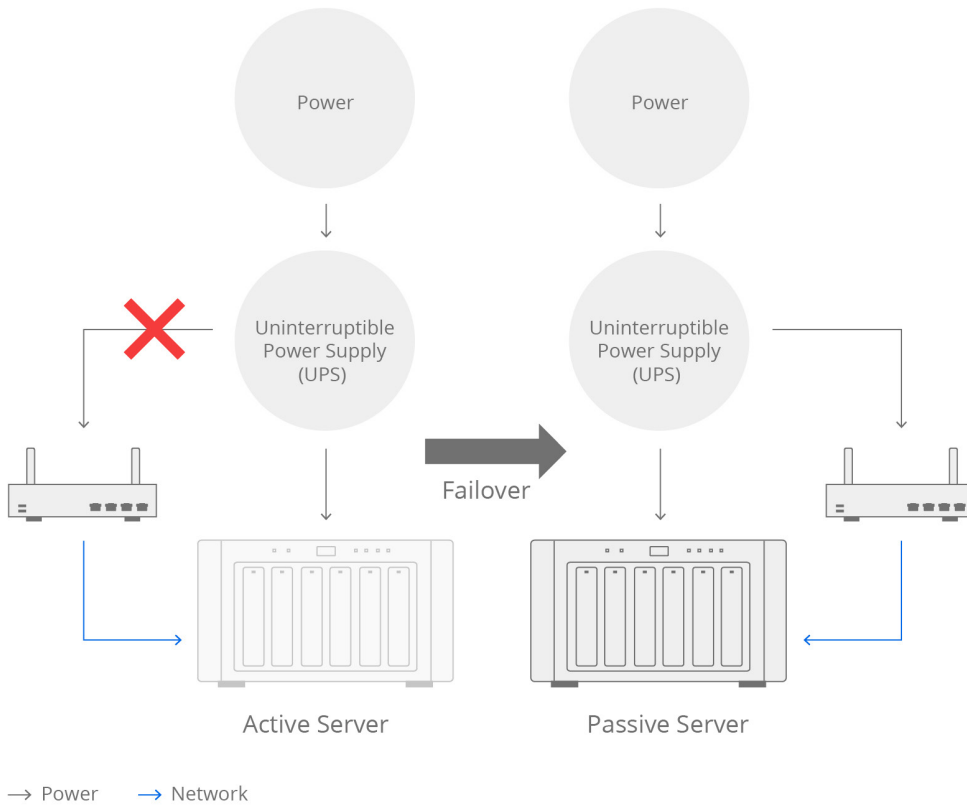 Power
Power
Uninterruptible
Power Supply
(UPS)
Uninterruptible
Power Supply
(UPS)
Failover
Active Server
Passive Server
Power
Network